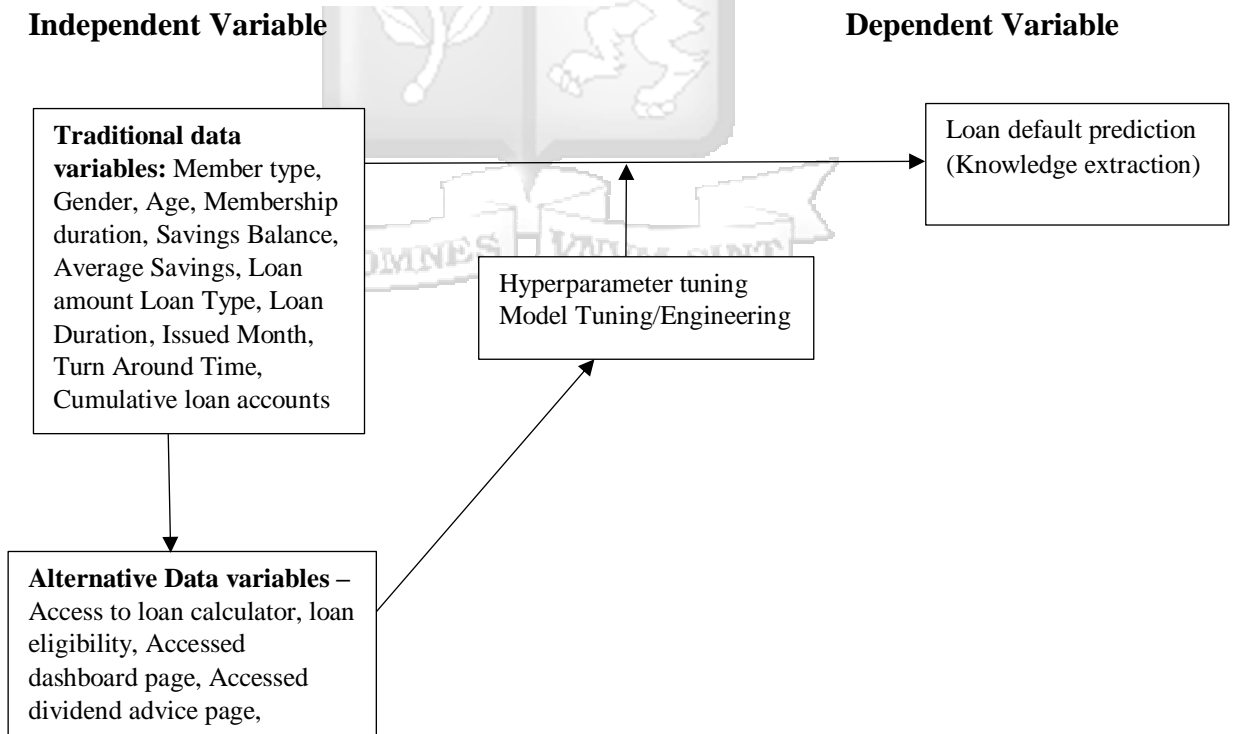 Independent Variable
Dependent Variable
Traditional data
variables: Member type,
Gender, Age, Membership
duration, Savings Balance,
Average Savings, Loan
amount Loan Type, Loan
Duration, Issued Month,
Turn Around Time,
Cumulative loan accounts
Loan default prediction
(Knowledge extraction)
OMNES VNVM SINT
Hyperparameter tuning
Model Tuning/Engineering
Alternative Data variables –
Access to loan calculator, loan
eligibility, Accessed
dashboard page, Accessed
dividend advice page,